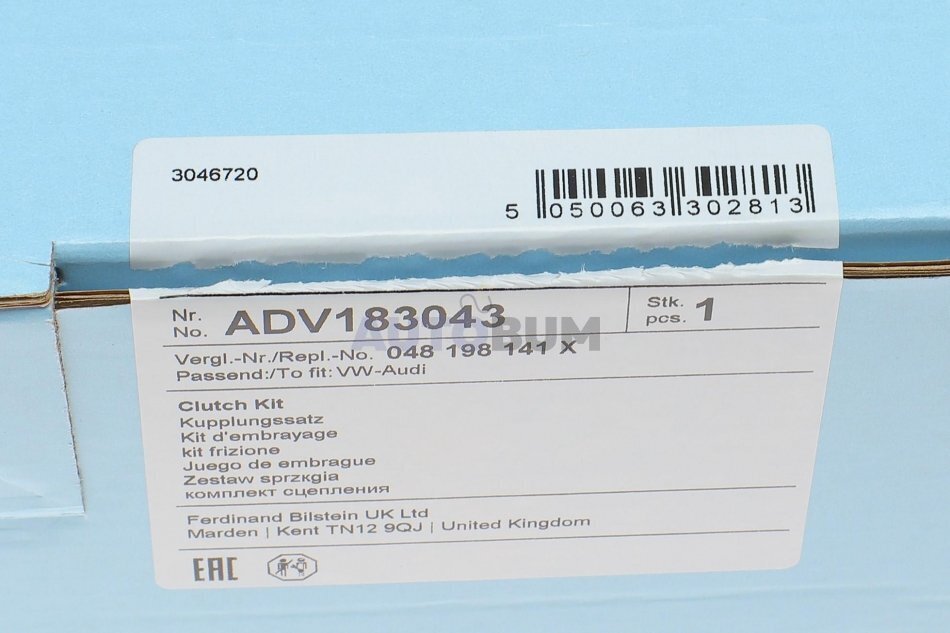 3046720
5 050063 302813
Nr.
No. ADV183043
Stk.
pcs. 1
AUTOBUM
Vergl.-Nr./Repl.-No. 048 198 141 X
Passend:/To fit: VW-Audi
Clutch Kit
Kupplungssatz
Kit d'embrayage
kit frizione
Juego de embrague
Zestaw sprzкgia
комплект сцепления
Ferdinand Bilstein UK Ltd
Marden | Kent TN12 9QJ | United Kingdom
EAC